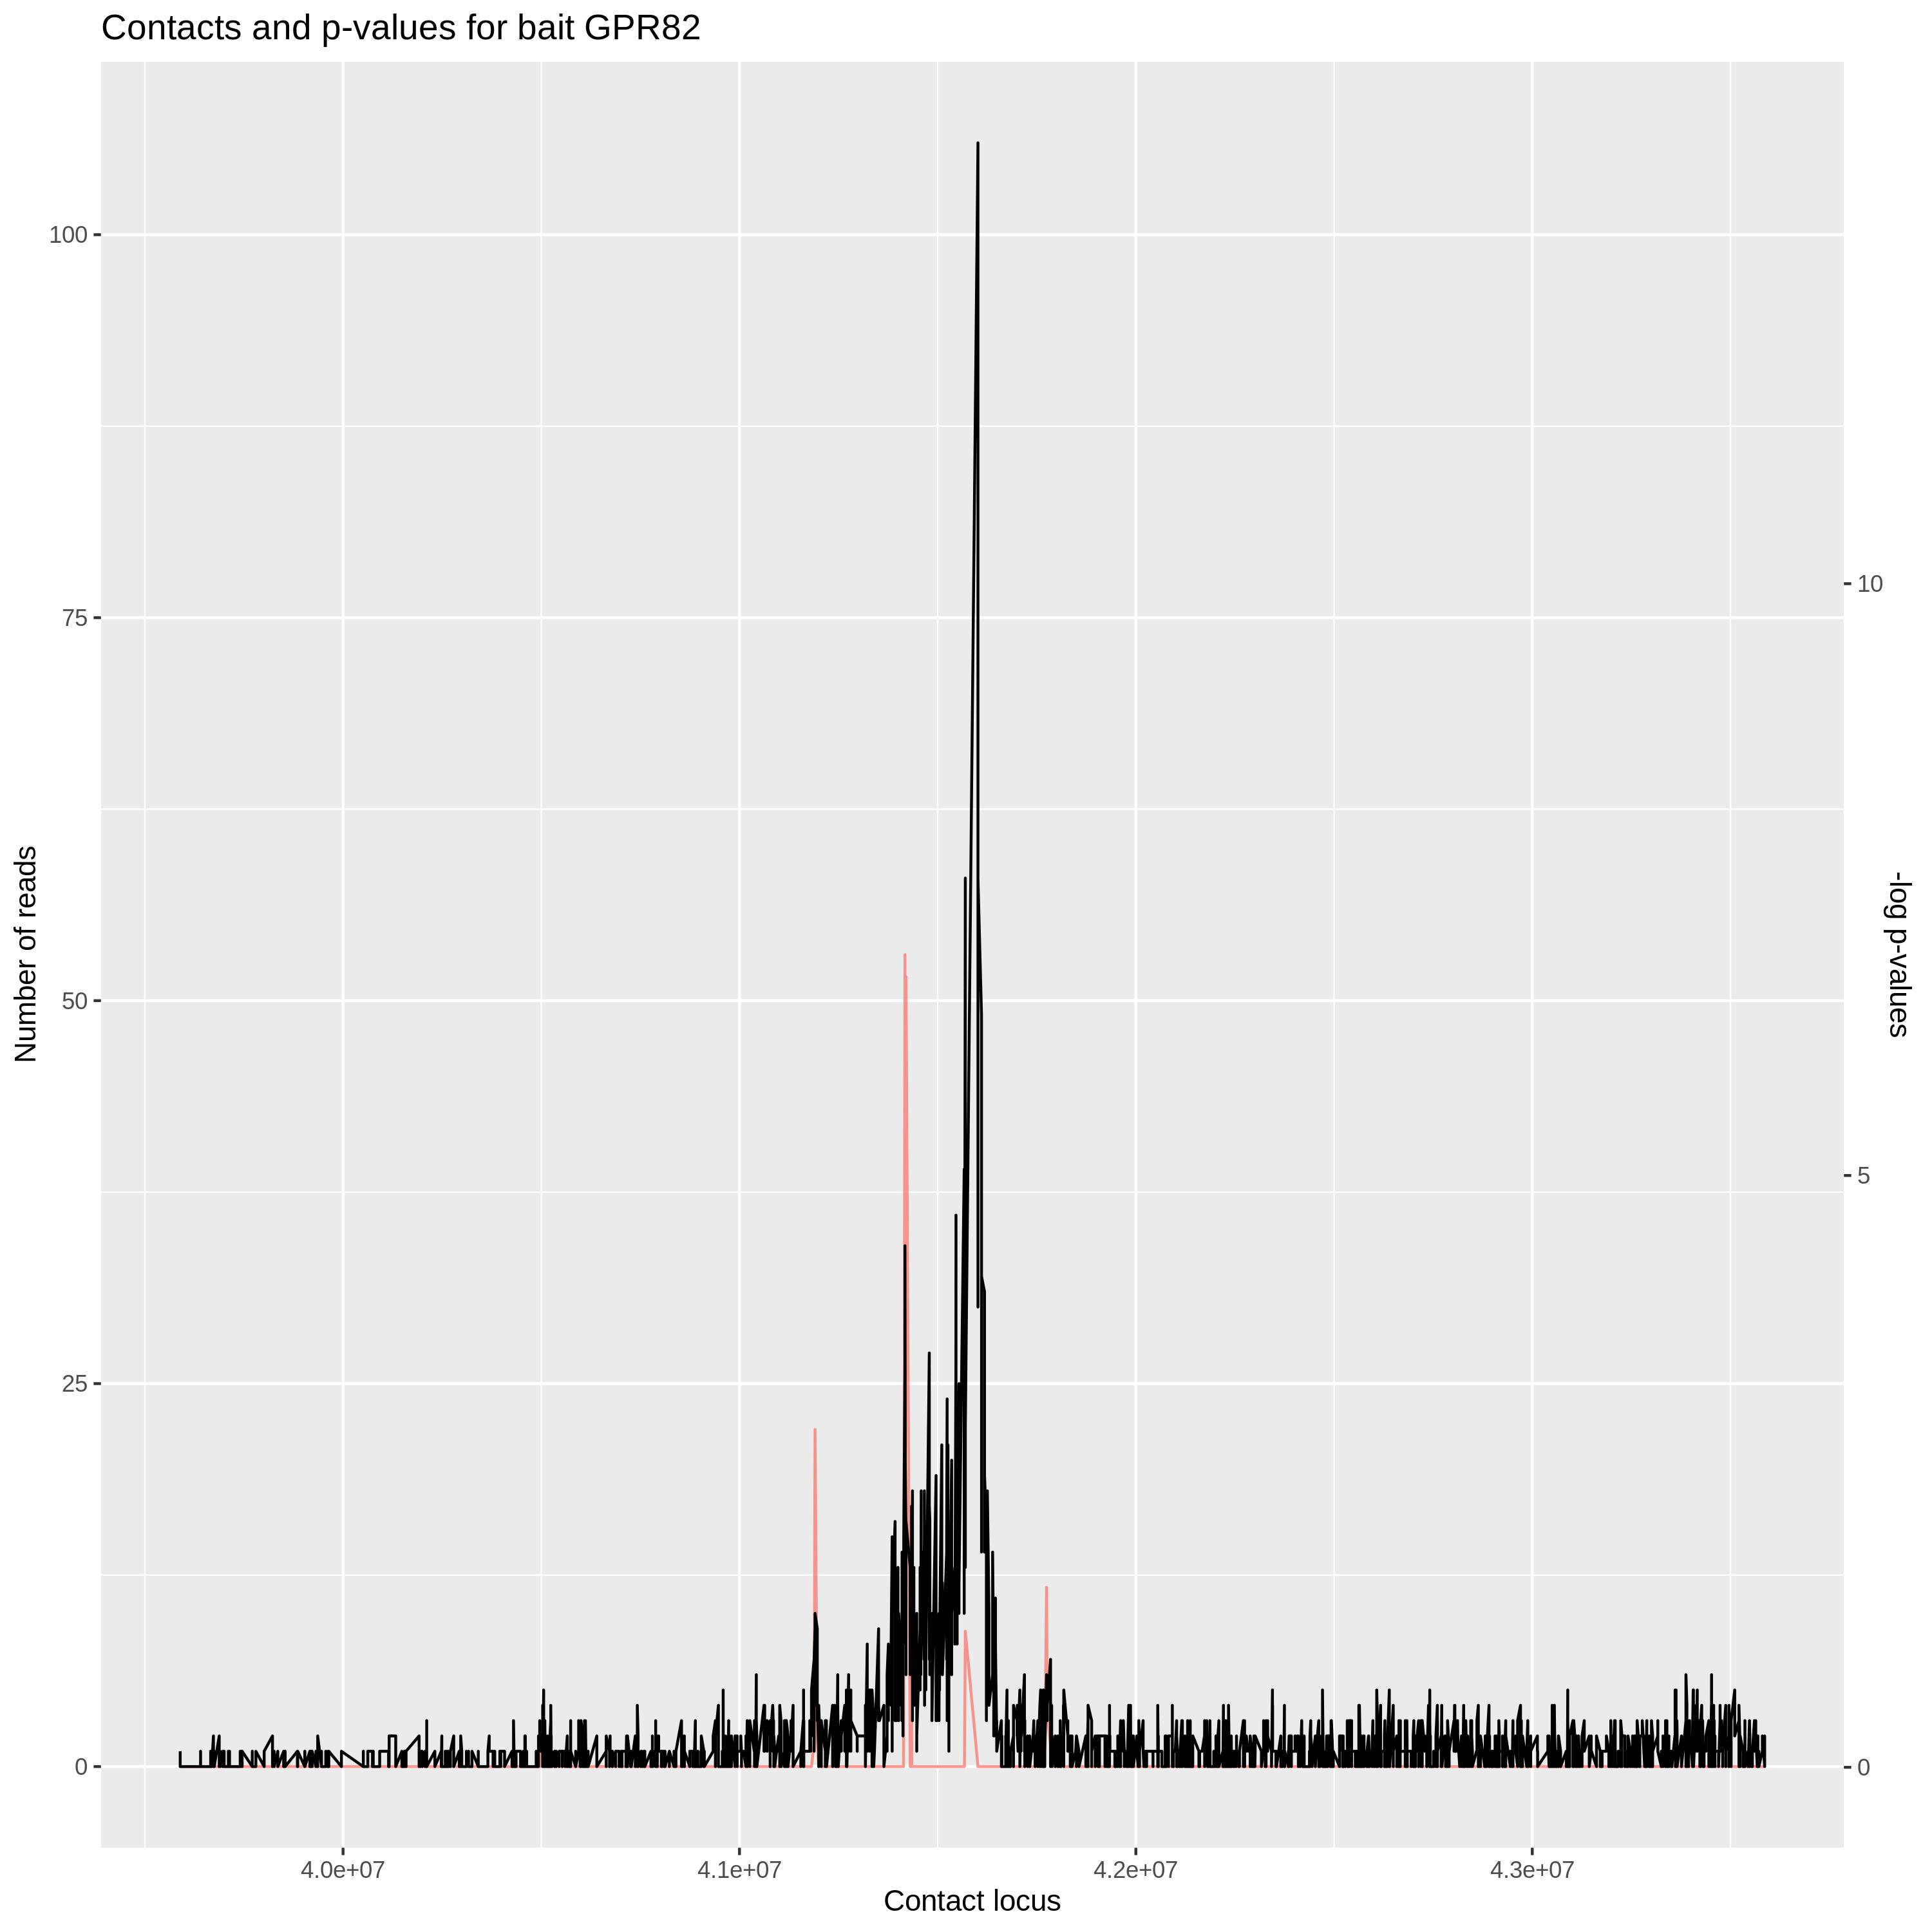 Contacts and p-values for bait GPR82
100
75
50
25
0
Number of reads
10
5
0
-log p-values
4.0e+07
4.1e+07
4.2e+07
4.3e+07
Contact locus